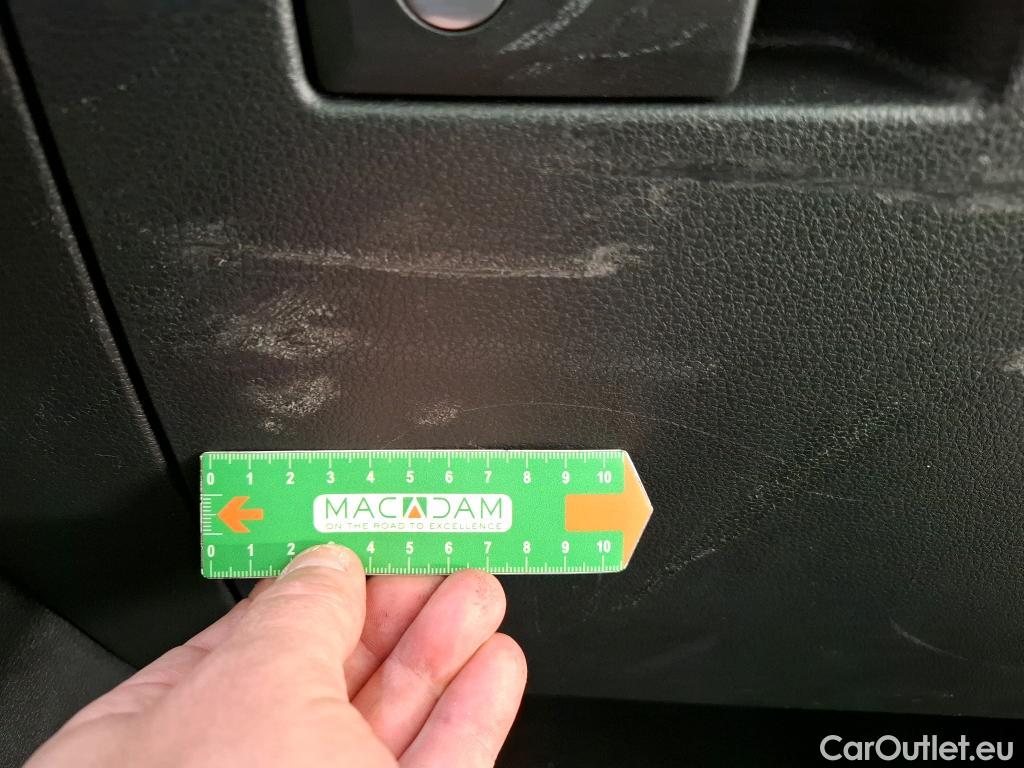 0 1 2 3 4 5 6 7 8 9 10
MACADAM
ON THE ROAD TO EXCELLENCE
0 1 2 3 4 5 6 7 8 9 10
CarOutlet.eu